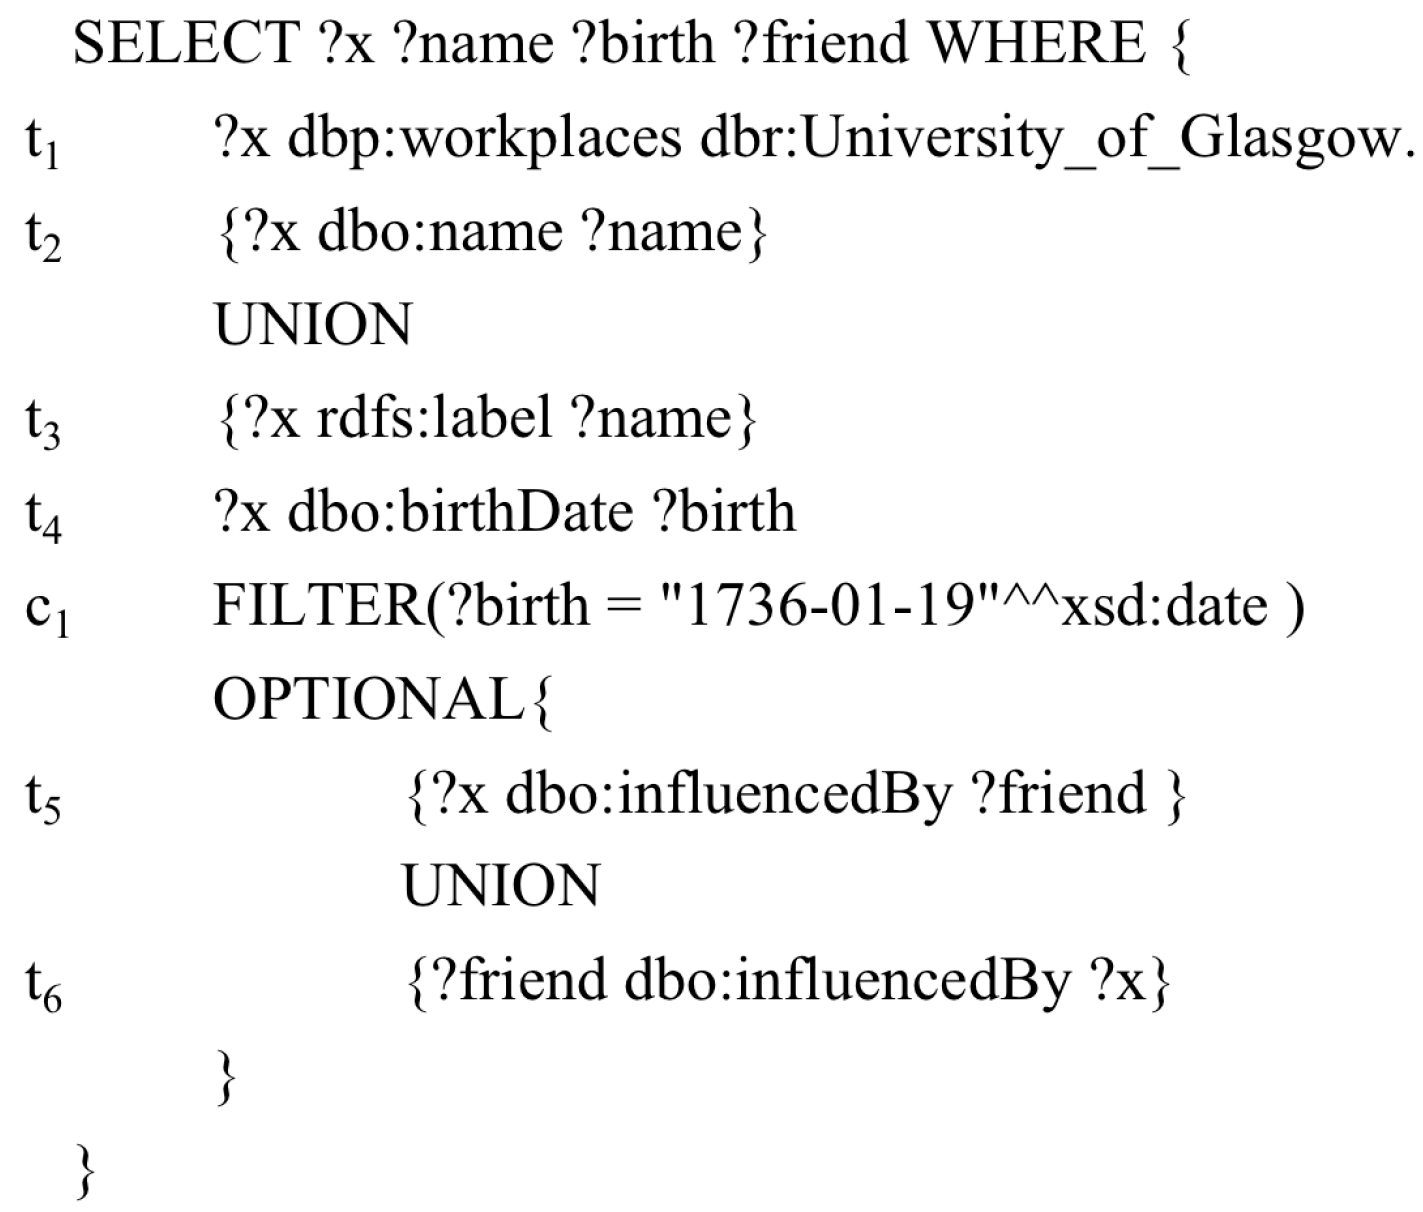 SELECT ?x ?name ?birth ?friend WHERE {
t1 ?x dbp:workplaces dbr:University_of_Glasgow.
t2 {?x dbo:name ?name}
UNION
t3 {?x rdfs:label ?name}
t4 ?x dbo:birthDate ?birth
c1 FILTER(?birth = "1736-01-19"^^xsd:date )
OPTIONAL{
t5 {?x dbo:influencedBy ?friend }
UNION
t6 {?friend dbo:influencedBy ?x}
}
}